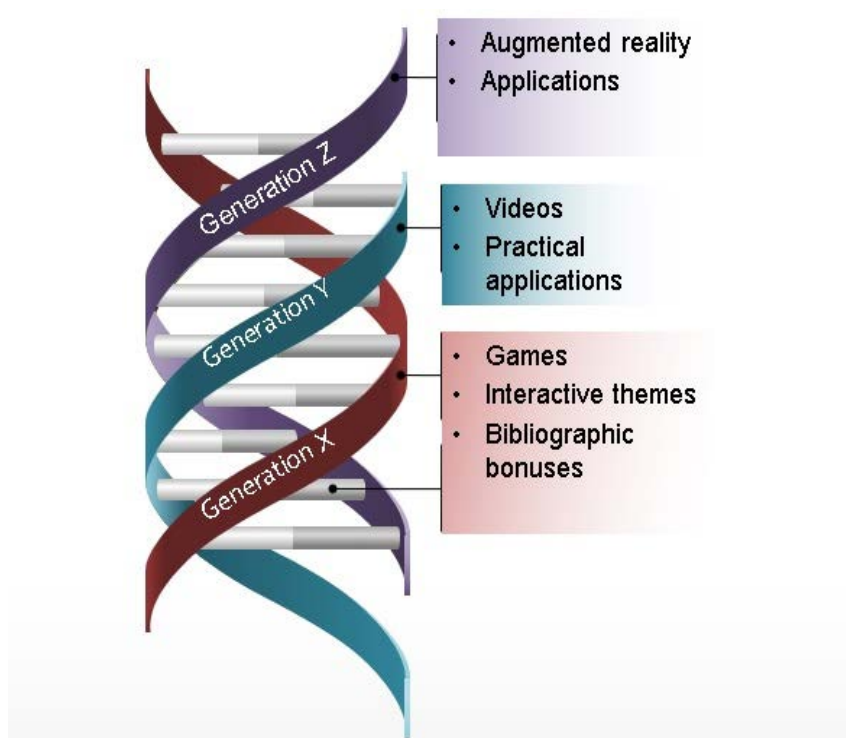 Generation Z
• Augmented reality
• Applications
Generation Y
• Videos
• Practical
applications
Generation X
• Games
• Interactive themes
• Bibliographic
bonuses